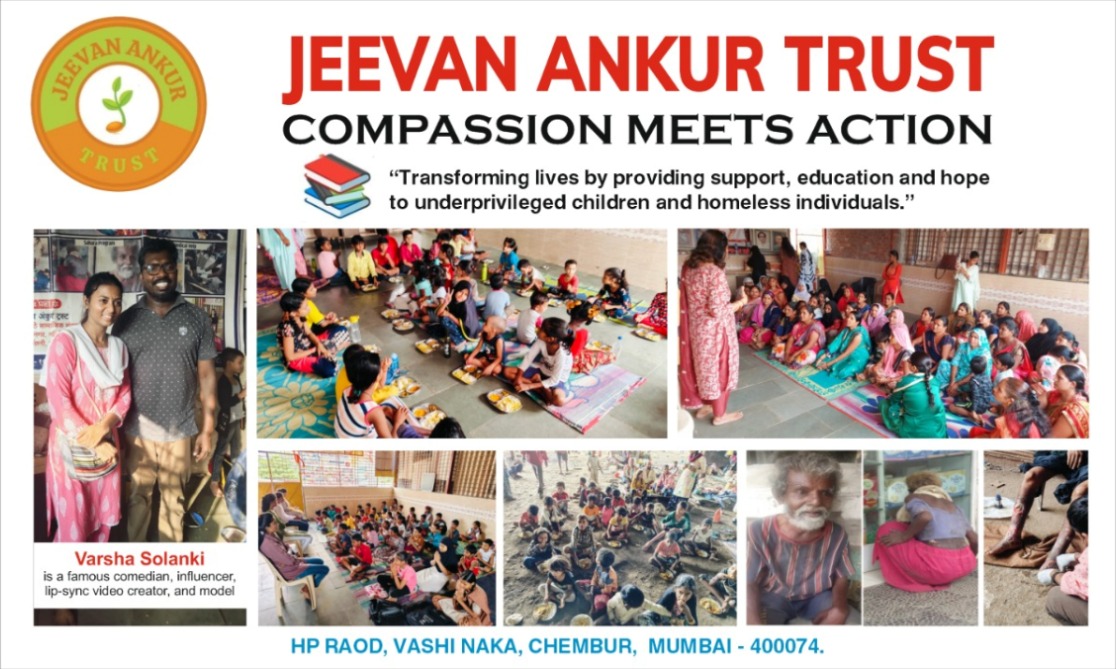 JEEVAN ANKUR
TRUST
JEEVAN ANKUR TRUST
COMPASSION MEETS ACTION
“Transforming lives by providing support, education and hope
to underprivileged children and homeless individuals.”
Varsha Solanki
is a famous comedian, influencer,
lip-sync video creator, and model
HP RAOD, VASHI NAKA, CHEMBUR, MUMBAI - 400074.